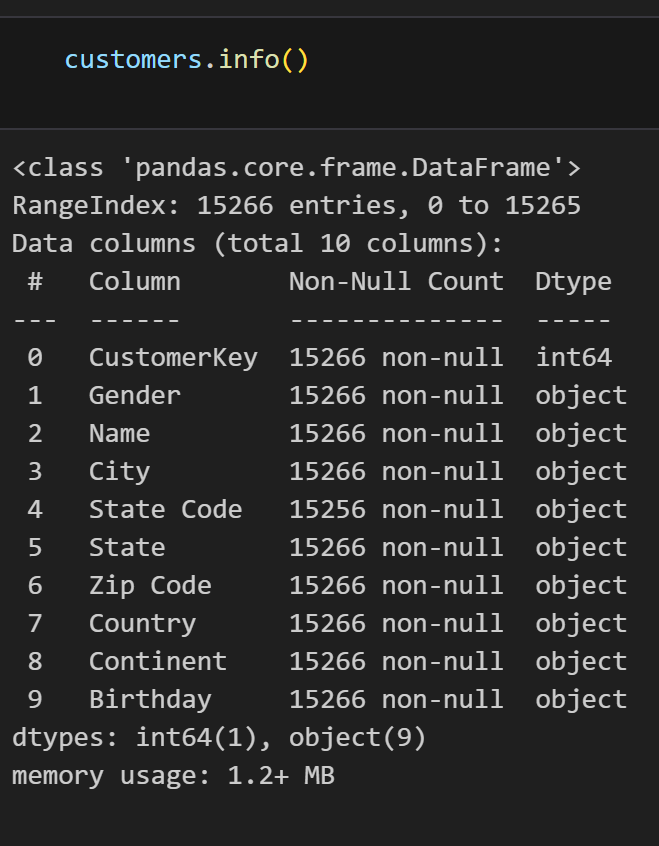 customers.info()
<class 'pandas.core.frame.DataFrame'>
RangeIndex: 15266 entries, 0 to 15265
Data columns (total 10 columns):
 #   Column       Non-Null Count  Dtype
---  ------       --------------  -----
 0   CustomerKey  15266 non-null  int64
 1   Gender       15266 non-null  object
 2   Name         15266 non-null  object
 3   City         15266 non-null  object
 4   State Code   15256 non-null  object
 5   State        15266 non-null  object
 6   Zip Code     15266 non-null  object
 7   Country      15266 non-null  object
 8   Continent    15266 non-null  object
 9   Birthday     15266 non-null  object
dtypes: int64(1), object(9)
memory usage: 1.2+ MB